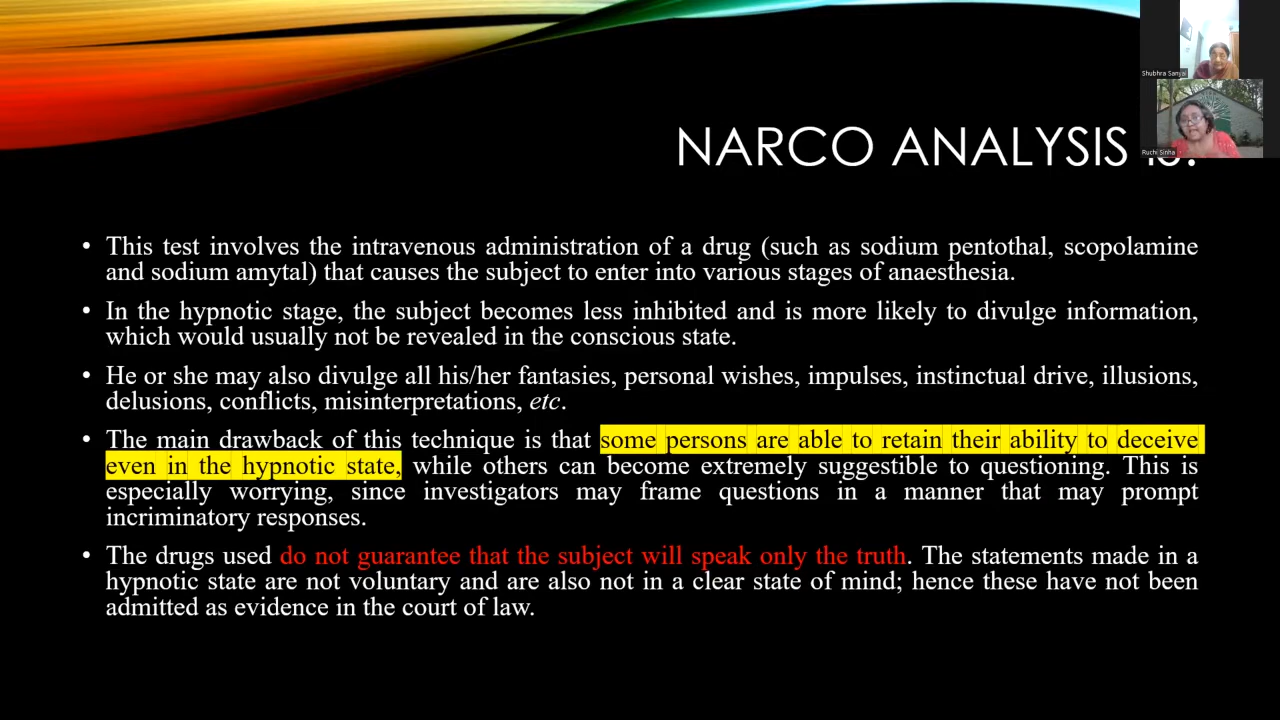 Shubhra Sanyal
Ruchi Sinha
NARCO ANALYSIS
• This test involves the intravenous administration of a drug (such as sodium pentothal, scopolamine
and sodium amytal) that causes the subject to enter into various stages of anaesthesia.
• In the hypnotic stage, the subject becomes less inhibited and is more likely to divulge information,
which would usually not be revealed in the conscious state.
• He or she may also divulge all his/her fantasies, personal wishes, impulses, instinctual drive, illusions,
delusions, conflicts, misinterpretations, etc.
• The main drawback of this technique is that some persons are able to retain their ability to deceive
even in the hypnotic state, while others can become extremely suggestible to questioning. This is
especially worrying, since investigators may frame questions in a manner that may prompt
incriminatory responses.
• The drugs used do not guarantee that the subject will speak only the truth. The statements made in a
hypnotic state are not voluntary and are also not in a clear state of mind; hence these have not been
admitted as evidence in the court of law.